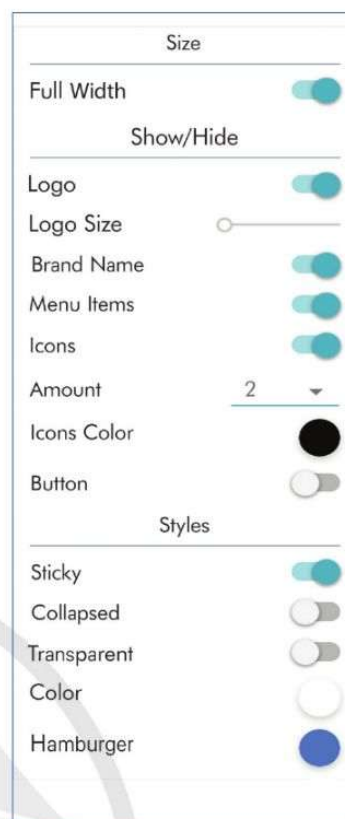 Size
Full Width
Show/Hide
Logo
Logo Size
Brand Name
Menu Items
Icons
Amount 2
Icons Color
Button
Styles
Sticky
Collapsed
Transparent
Color
Hamburger